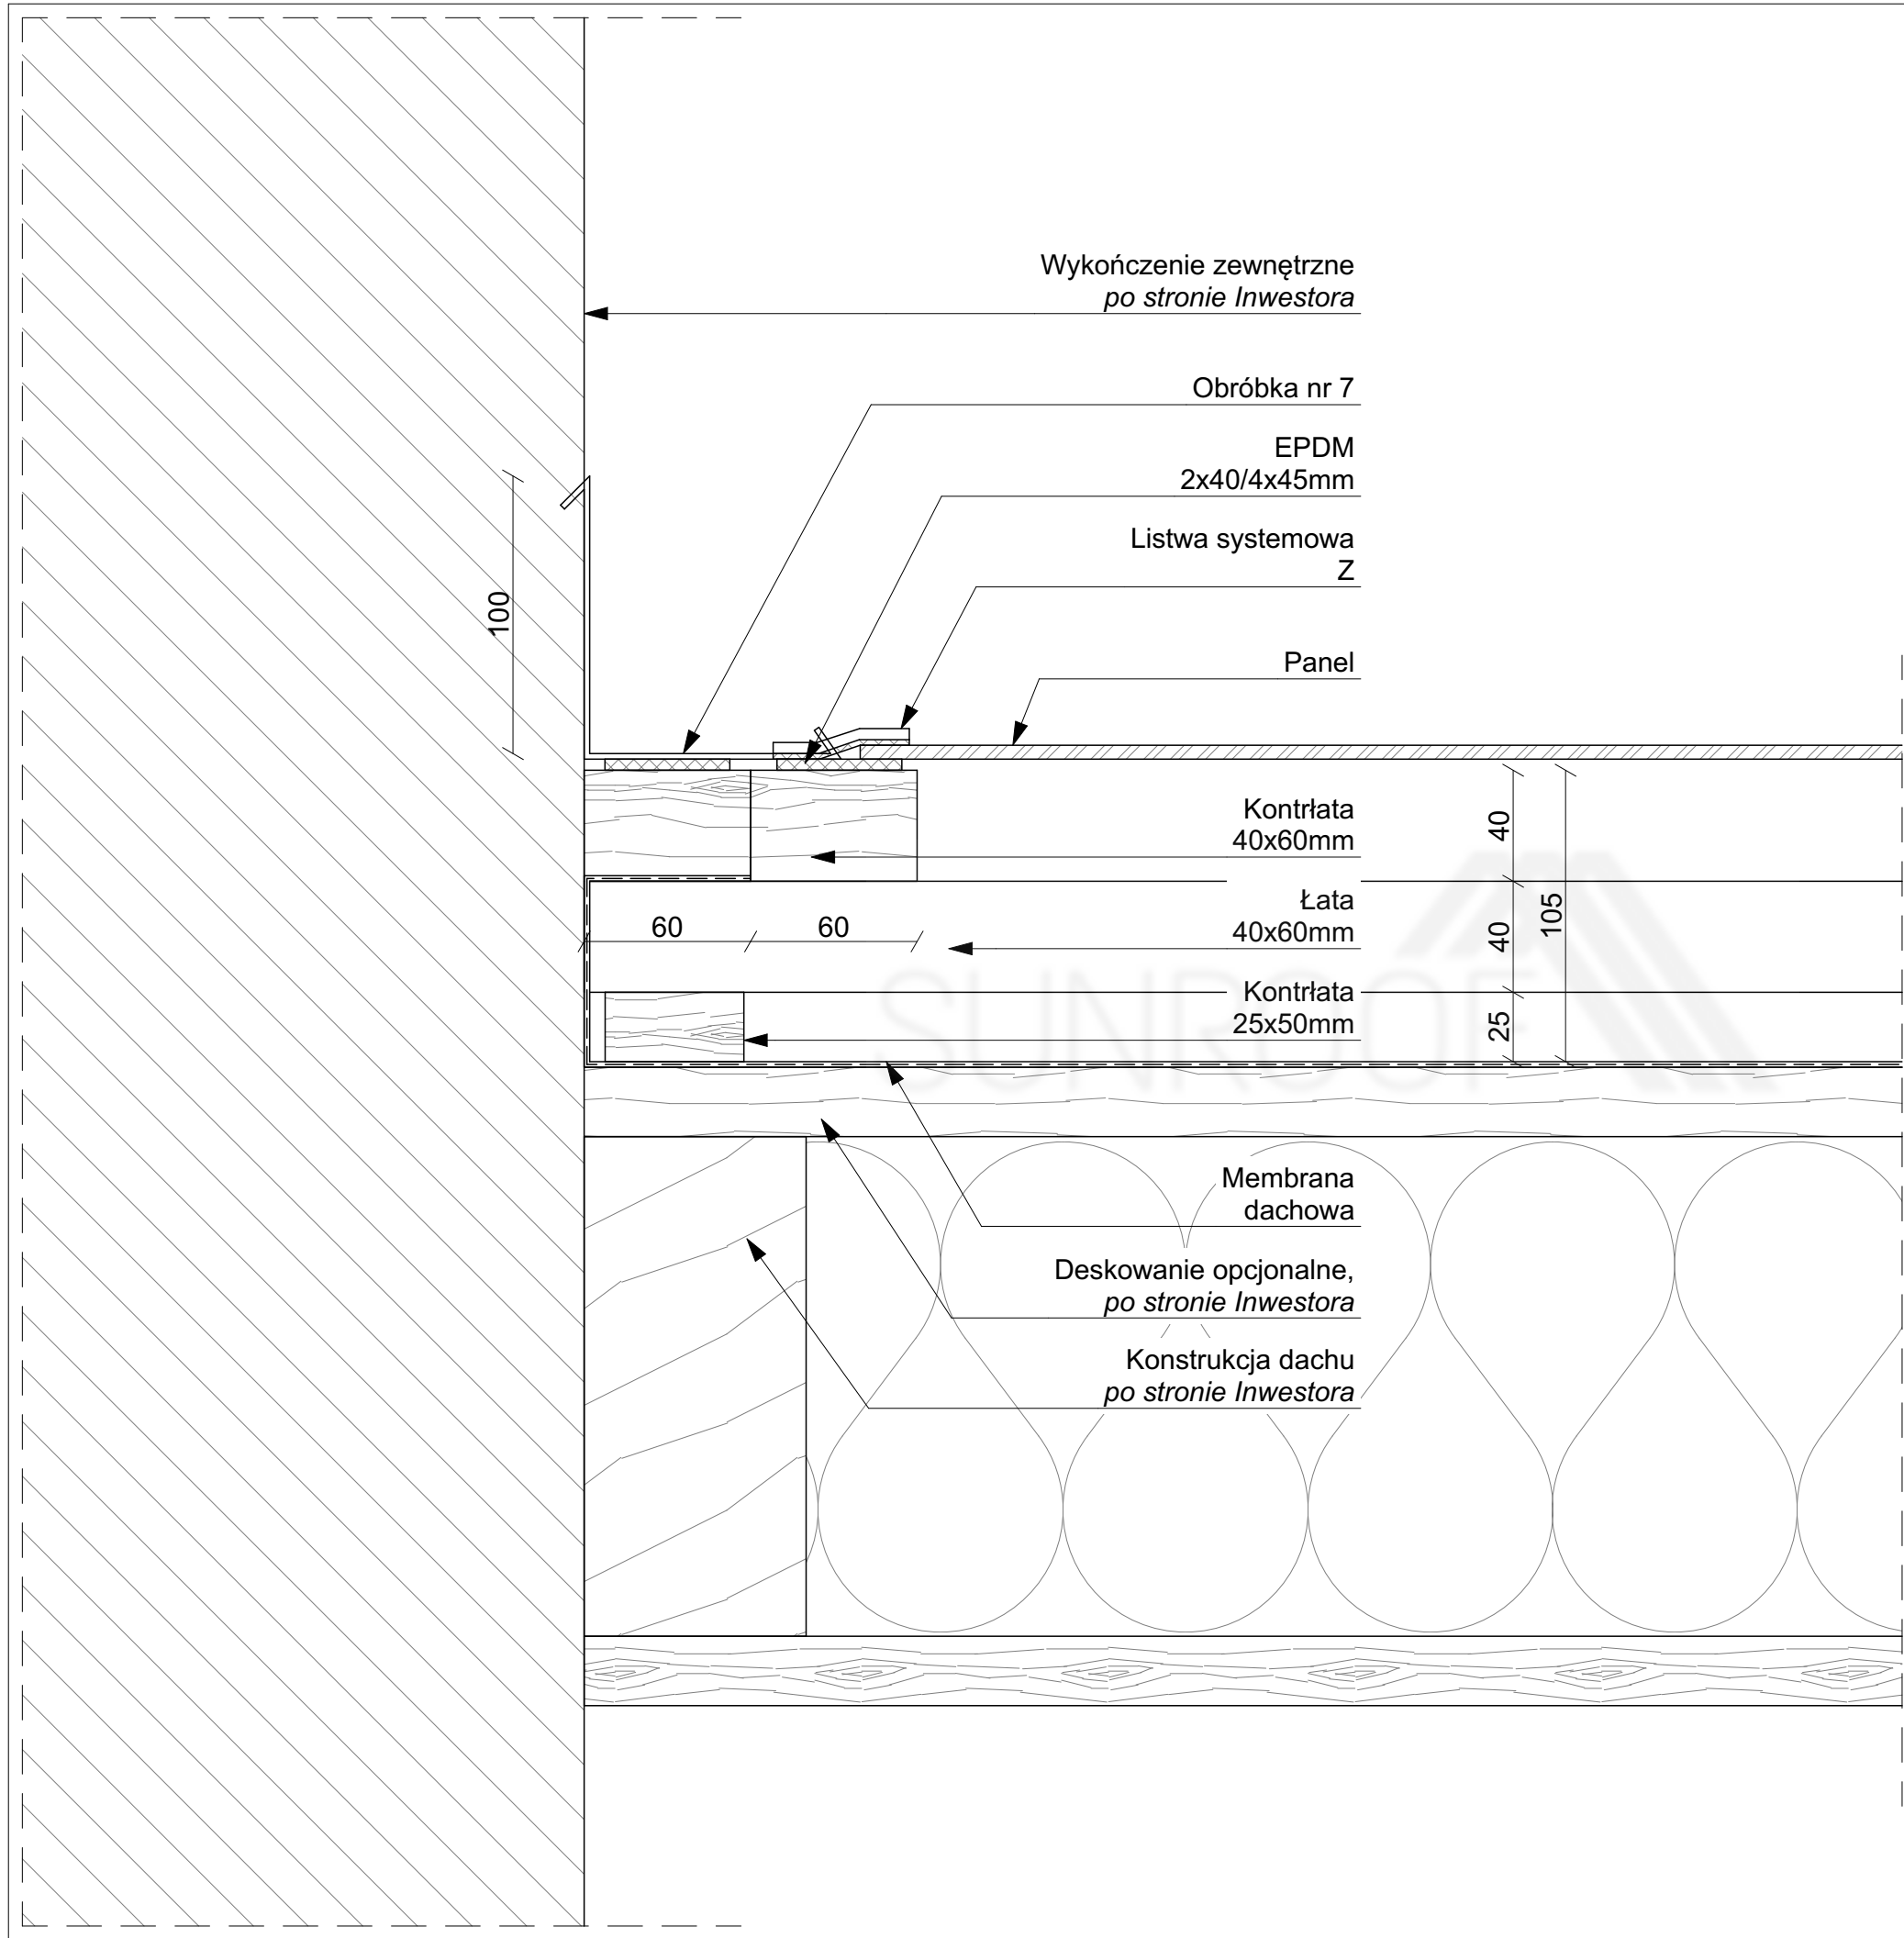 Wykończenie zewnętrzne
po stronie Inwestora
Obróbka nr 7
EPDM
2x40/4x45mm
Listwa systemowa
Z
100
Panel
Kontrłata
40x60mm
40
Łata
40x60mm
60
60
40
105
Kontrłata
25x50mm
25
SUNROOF
Membrana
dachowa
Deskowanie opcjonalne,
po stronie Inwestora
Konstrukcja dachu
po stronie Inwestora